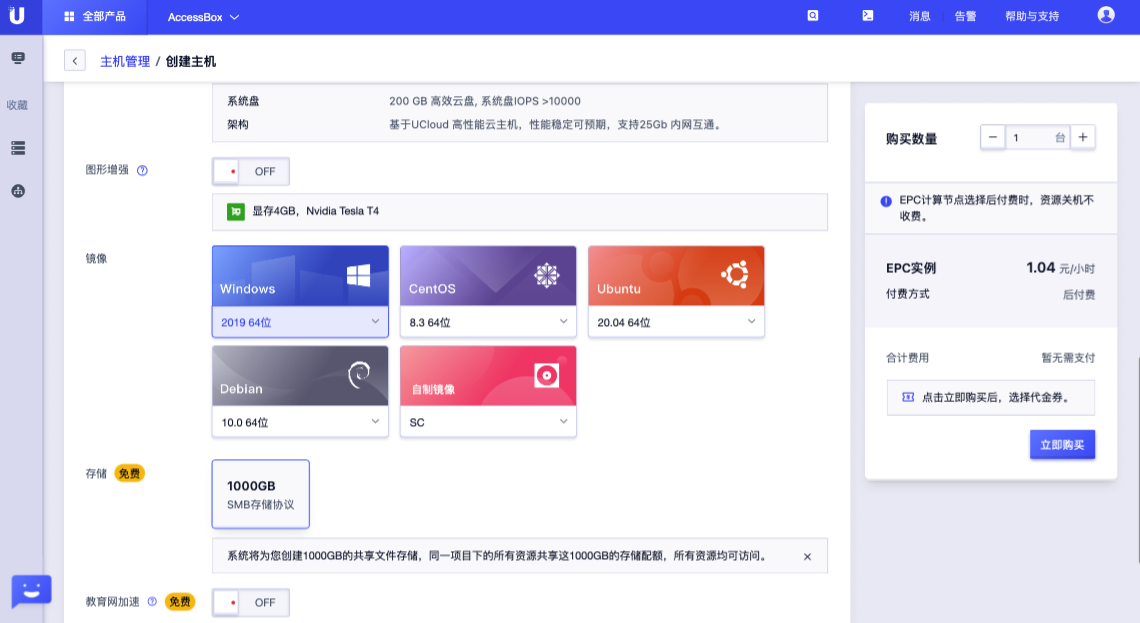 全部产品
AccessBox
消息
告警
帮助与支持
主机管理 / 创建主机
收藏
系统盘
200 GB 高效云盘, 系统盘IOPS >10000
架构
基于UCloud 高性能云主机，性能稳定可预期，支持25Gb 内网互通。
图形增强
OFF
显存4GB，Nvidia Tesla T4
镜像
Windows
2019 64位
CentOS
8.3 64位
Ubuntu
20.04 64位
Debian
10.0 64位
自制镜像
SC
存储 免费
1000GB
SMB存储协议
系统将为您创建1000GB的共享文件存储，同一项目下的所有资源共享这1000GB的存储配额，所有资源均可访问。
教育网加速 免费
OFF
购买数量
1 台
EPC计算节点选择后付费时，资源关机不
收费。
EPC实例
1.04 元/小时
付费方式
后付费
合计费用
暂无需支付
点击立即购买后，选择代金券。
立即购买